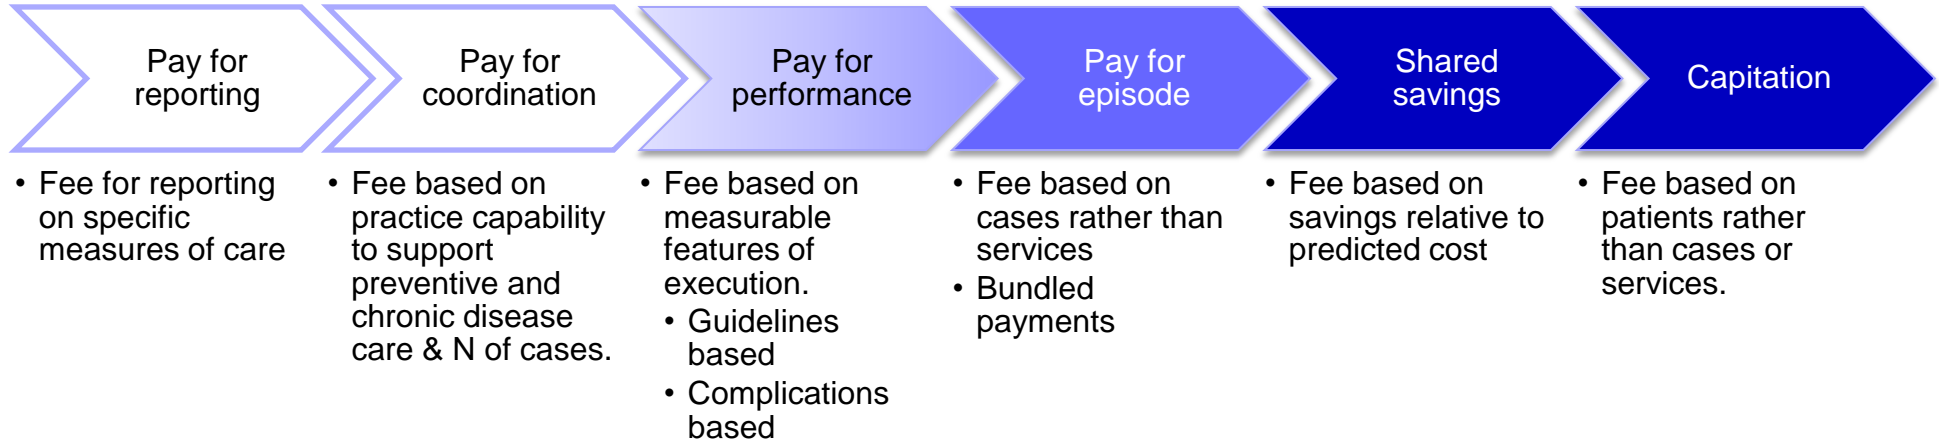 Pay for
reporting
Pay for
coordination
Pay for
performance
Pay for
episode
Shared
savings
Capitation
• Fee for reporting
on specific
measures of care
• Fee based on
practice capability
to support
preventive and
chronic disease
care & N of cases.
• Fee based on
measurable
features of
execution.
• Guidelines
based
• Complications
based
• Fee based on
cases rather than
services
• Bundled
payments
• Fee based on
savings relative to
predicted cost
• Fee based on
patients rather
than cases or
services.